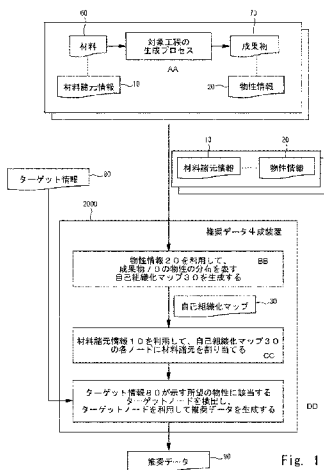 60
70
材料
対象工程の
生成プロセス
成果物
AA
材料諸元情報
10
20
物性情報
10
20
材料諸元情報
物性情報
ターゲット情報
80
2000
推奨データ生成装置
物性情報20を利用して、
成果物70の物性の分布を表す
自己組織化マップ30を生成する
BB
30
自己組織化マップ
材料諸元情報10を利用して、自己組織化マップ30
の各ノードに材料諸元を割り当てる
CC
ターゲット情報80が示す所望の物性に該当する
ターゲットノードを検出し、
ターゲットノードを利用して推奨データを生成する
DD
推奨データ
90
Fig. 1